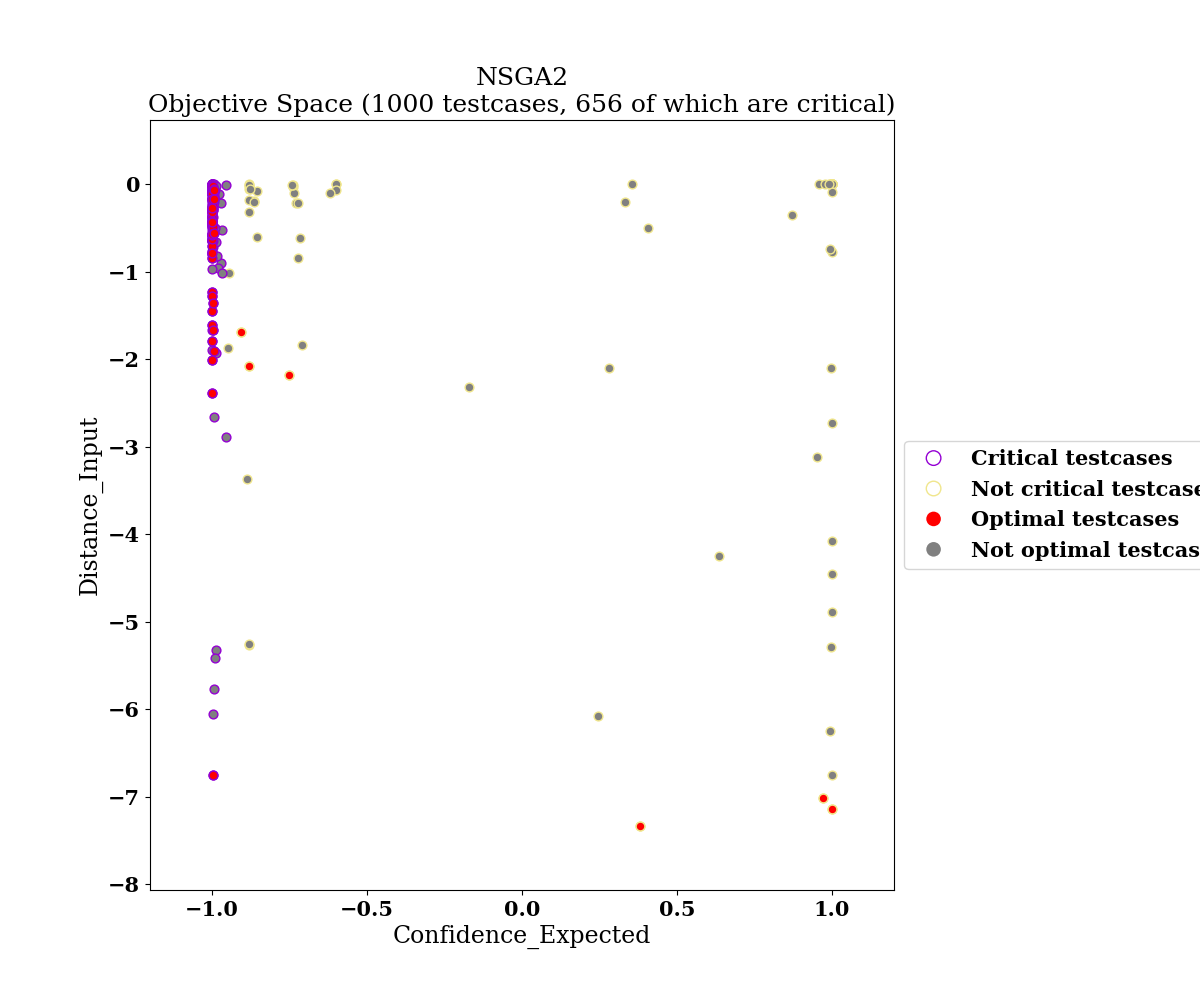 NSGA2
Objective Space (1000 testcases, 656 of which are critical)
0
−1
−2
−3
−4
−5
−6
−7
−8
Distance_Input
−1.0 −0.5 0.0 0.5 1.0
Confidence_Expected
Critical testcases
Not critical testcase
Optimal testcases
Not optimal testcas